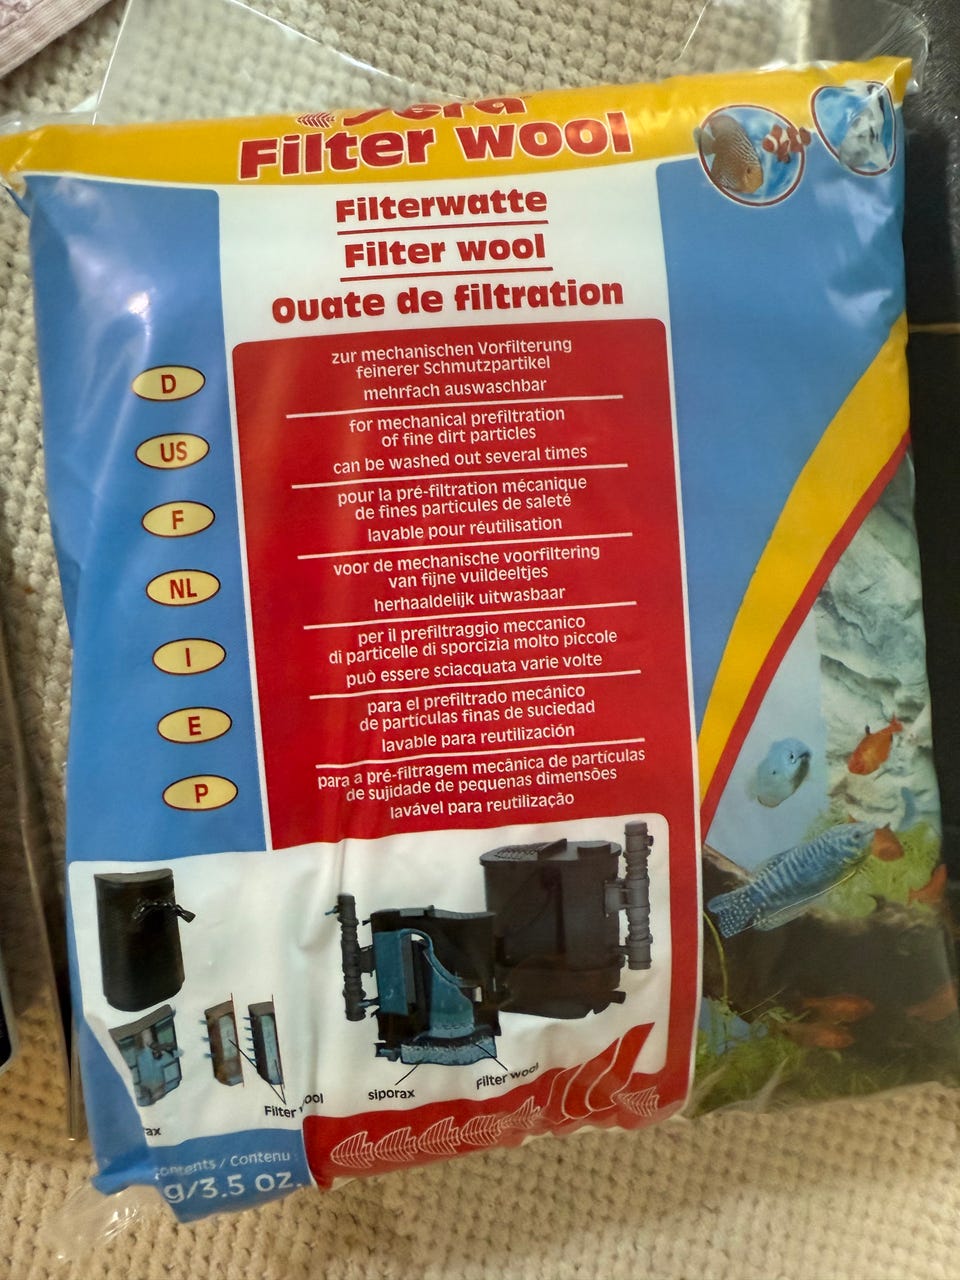 sera
Filter wool
Filterwatte
Filter wool
Ouate de filtration
D
zur mechanischen Vorfilterung
feinerer Schmutzpartikel
mehrfach auswaschbar
US
for mechanical prefiltration
of fine dirt particles
can be washed out several times
F
pour la pré-filtration mécanique
de fines particules de saleté
lavable pour réutilisation
NL
voor de mechanische voorfiltering
van fijne vuildeeltjes
herhaaldelijk uitwasbaar
I
per il prefiltraggio meccanico
di particelle di sporcizia molto piccole
può essere sciacquata varie volte
E
para el prefiltrado mecánico
de partículas finas de suciedad
lavable para reutilización
P
para a pré-filtragem mecânica de partículas
de sujidade de pequenas dimensões
lavável para reutilização
siporax
Filter wool
Filter ool
ax
ontents / Contenu
g/3.5 oz.